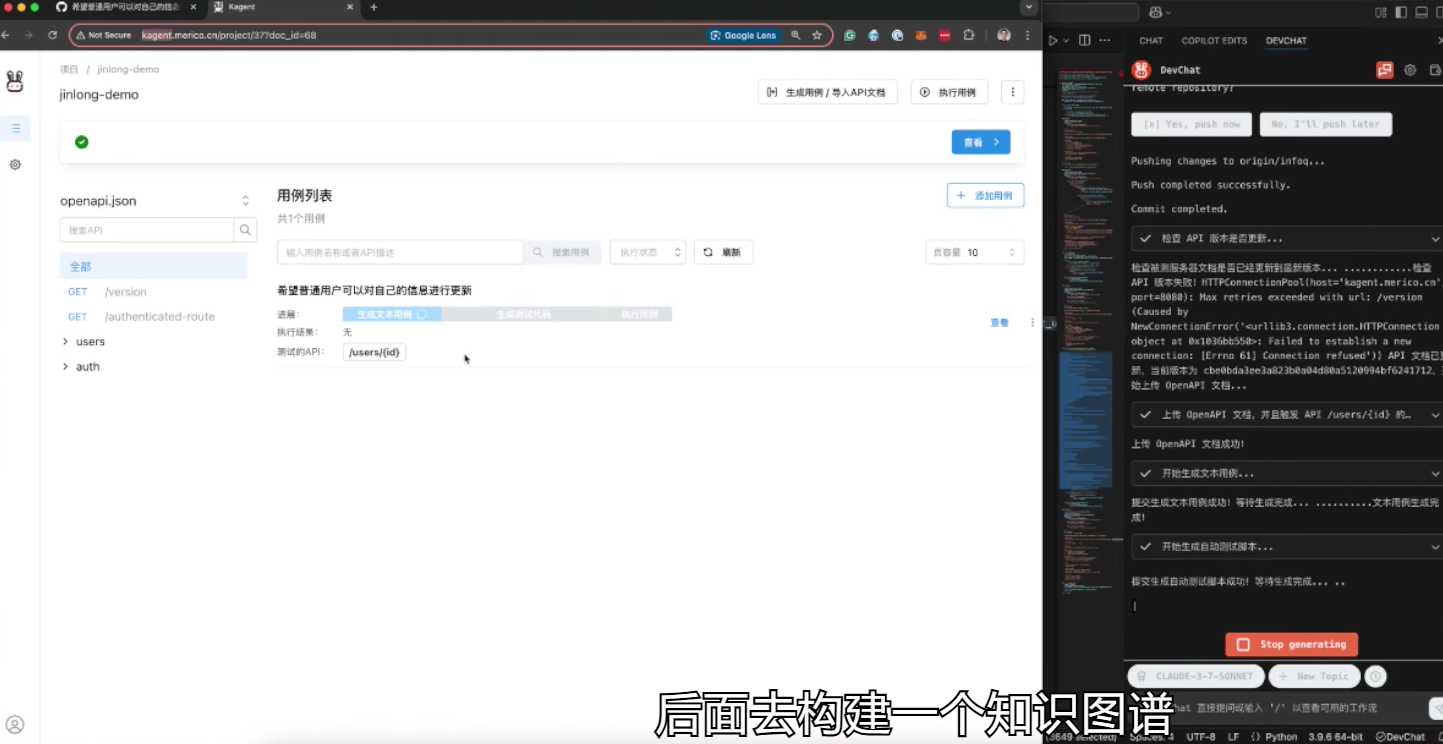 希望普通用户可以对自己的信息
Kagent
Not Secure
kagent.merico.cn/project/37?doc_id=68
Google Lens
项目 / jinlong-demo
jinlong-demo
生成用例 / 导入API文档
执行用例
查看
openapi.json
搜索API
全部
GET /version
GET /authenticated-route
users
auth
用例列表
共1个用例
添加用例
输入用例名称或者API描述
搜索用例
执行状态
刷新
页容量 10
希望普通用户可以对自己的信息进行更新
进展:
生成文本用例
生成测试代码
执行用例
执行结果: 无
测试的API: /users/{id}
查看
CHAT
COPILOT EDITS
DEVCHAT
DevChat
remote repository?
[x] Yes, push now
No, I'll push later
Pushing changes to origin/infoq...
Push completed successfully.
Commit completed.
检查 API 版本是否更新...
检查被测服务器文档是否已经更新到最新版本... ............检查
API 版本失败! HTTPConnectionPool(host='kagent.merico.cn'
port=8080): Max retries exceeded with url: /version
(Caused by
NewConnectionError('<urllib3.connection.HTTPConnection
object at 0x1036bb550>: Failed to establish a new
connection: [Errno 61] Connection refused')) API 文档已
新, 当前版本为 cbe0bda3ee3a823b0a04d80a5120994bf6241712,
始上传 OpenAPI 文档...
上传 OpenAPI 文档, 并且触发 API /users/{id} 的…
上传 OpenAPI 文档成功!
开始生成文本用例...
提交生成文本用例成功! 等待生成完成... ..........文本用例生成完
成!
开始生成自动测试脚本...
提交生成自动测试脚本成功! 等待生成完成... ..
Stop generating
CLAUDE-3-7-SONNET
+ New Topic
hat 直接提问或输入 '/' 以查看可用的工作流
后面去构建一个知识图谱
(3649 selected)
Spaces: 4
UTF-8
LF
{} Python
3.9.6 64-bit
DevChat